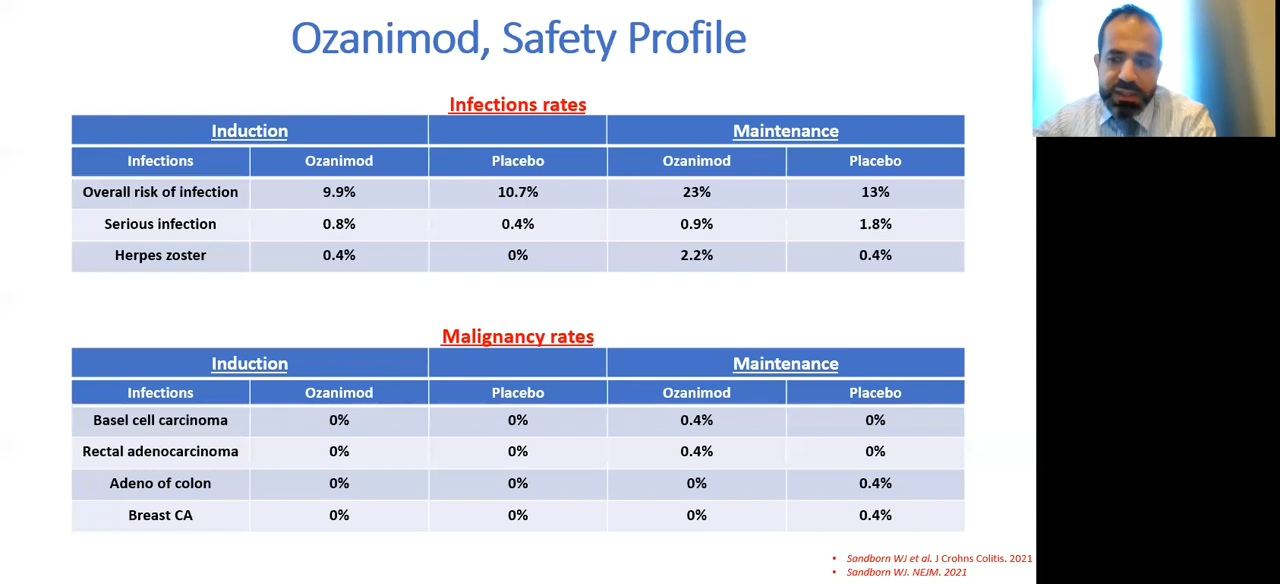 Ozanimod, Safety Profile
Infections rates
Induction Maintenance
Infections Ozanimod Placebo Ozanimod Placebo
Overall risk of infection 9.9% 10.7% 23% 13%
Serious infection 0.8% 0.4% 0.9% 1.8%
Herpes zoster 0.4% 0% 2.2% 0.4%
Malignancy rates
Induction Maintenance
Infections Ozanimod Placebo Ozanimod Placebo
Basel cell carcinoma 0% 0% 0.4% 0%
Rectal adenocarcinoma 0% 0% 0.4% 0%
Adeno of colon 0% 0% 0% 0.4%
Breast CA 0% 0% 0% 0.4%
• Sandborn WJ et al. J Crohns Colitis. 2021
• Sandborn WJ. NEJM. 2021